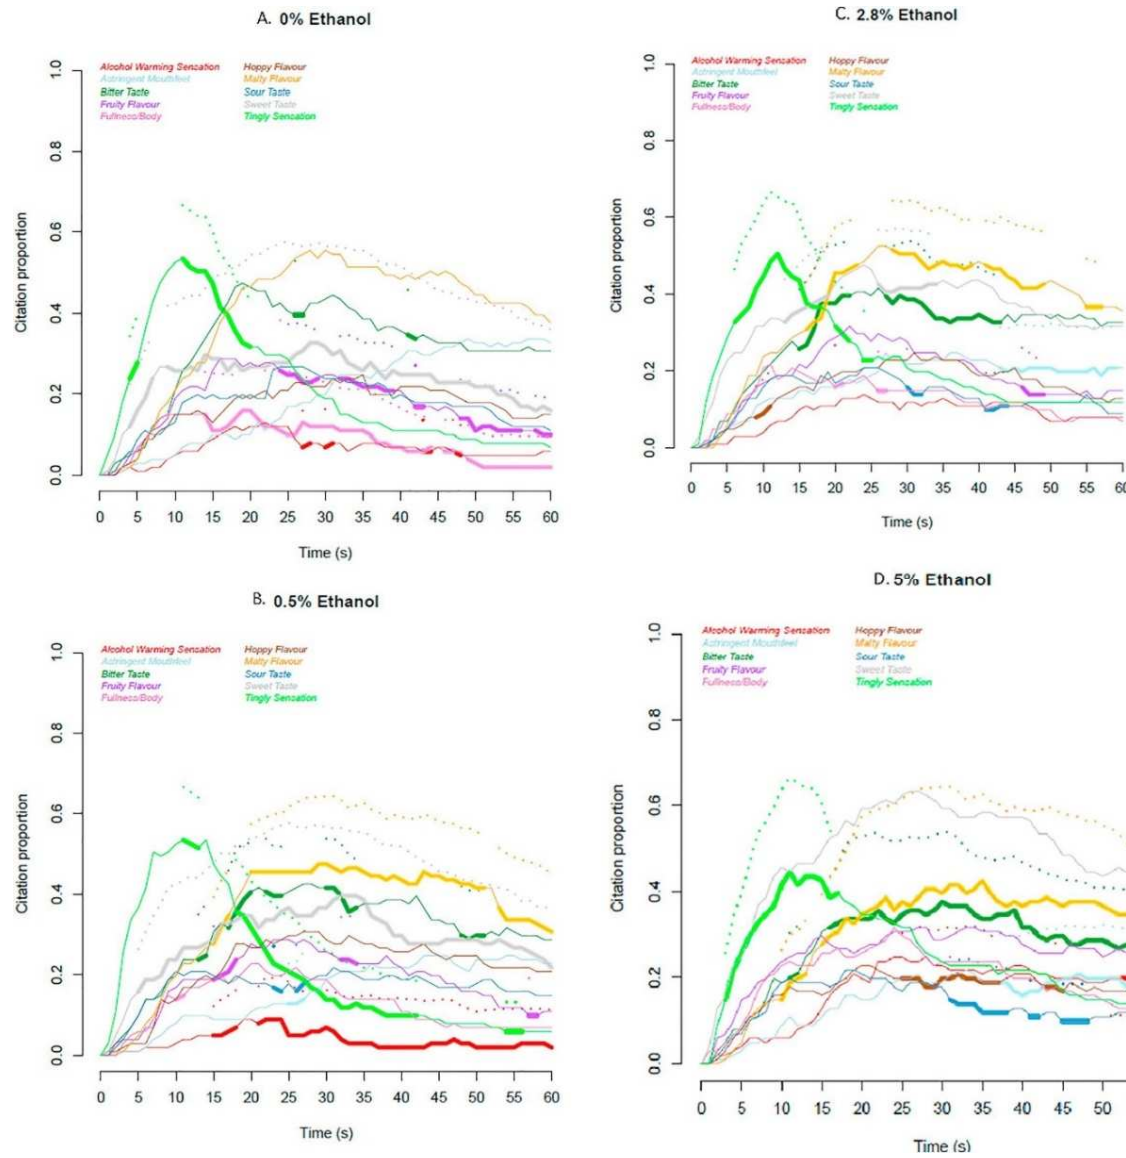 A. 0% Ethanol
Alcohol Warming Sensation Hoppy Flavour
Astringent Mouthfeel Malty Flavour
Bitter Taste Sour Taste
Fruity Flavour Sweet Taste
Fullness/Body Tingly Sensation
Citation proportion
0.0 0.2 0.4 0.6 0.8 1.0
0 5 10 15 20 25 30 35 40 45 50 55 60
Time (s)
C. 2.8% Ethanol
Alcohol Warming Sensation Hoppy Flavour
Astringent Mouthfeel Malty Flavour
Bitter Taste Sour Taste
Fruity Flavour Sweet Taste
Fullness/Body Tingly Sensation
Citation proportion
0.0 0.2 0.4 0.6 0.8 1.0
0 5 10 15 20 25 30 35 40 45 50 55 60
Time (s)
B. 0.5% Ethanol
Alcohol Warming Sensation Hoppy Flavour
Astringent Mouthfeel Malty Flavour
Bitter Taste Sour Taste
Fruity Flavour Sweet Taste
Fullness/Body Tingly Sensation
Citation proportion
0.0 0.2 0.4 0.6 0.8 1.0
0 5 10 15 20 25 30 35 40 45 50 55 60
Time (s)
D. 5% Ethanol
Alcohol Warming Sensation Hoppy Flavour
Astringent Mouthfeel Malty Flavour
Bitter Taste Sour Taste
Fruity Flavour Sweet Taste
Fullness/Body Tingly Sensation
Citation proportion
0.0 0.2 0.4 0.6 0.8 1.0
0 5 10 15 20 25 30 35 40 45 50
Time (s)